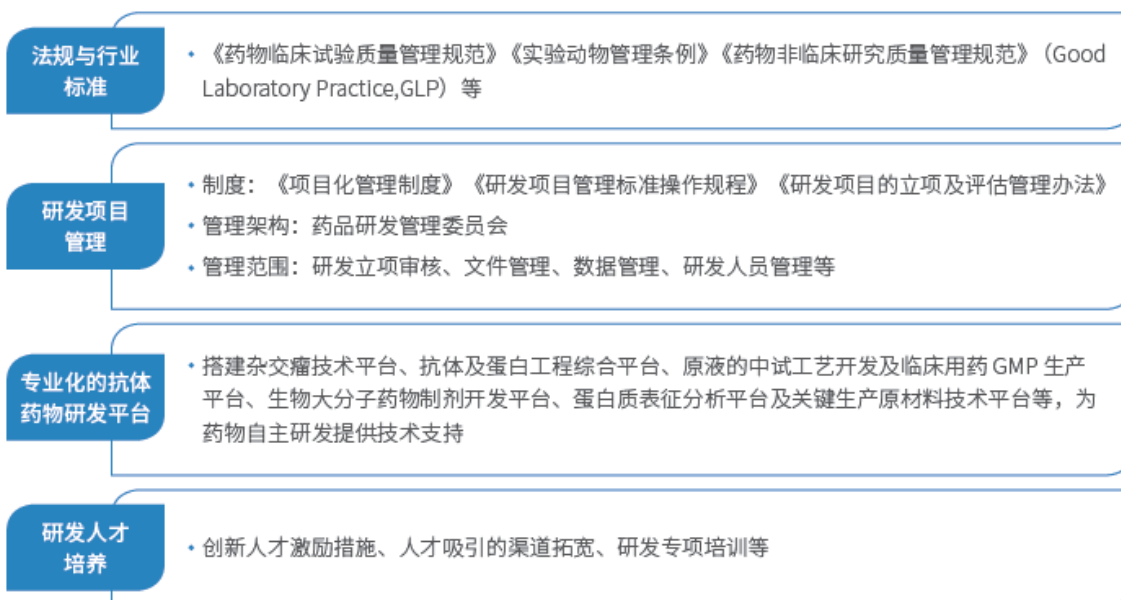 法规与行业
标准
• 《药物临床试验质量管理规范》《实验动物管理条例》《药物非临床研究质量管理规范》（Good
Laboratory Practice,GLP）等
研发项目
管理
• 制度：《项目化管理制度》《研发项目管理标准操作规程》《研发项目的立项及评估管理办法》
• 管理架构：药品研发管理委员会
• 管理范围：研发立项审核、文件管理、数据管理、研发人员管理等
专业化的抗体
药物研发平台
• 搭建杂交瘤技术平台、抗体及蛋白工程综合平台、原液的中试工艺开发及临床用药 GMP 生产
平台、生物大分子药物制剂开发平台、蛋白质表征分析平台及关键生产原材料技术平台等，为
药物自主研发提供技术支持
研发人才
培养
• 创新人才激励措施、人才吸引的渠道拓宽、研发专项培训等